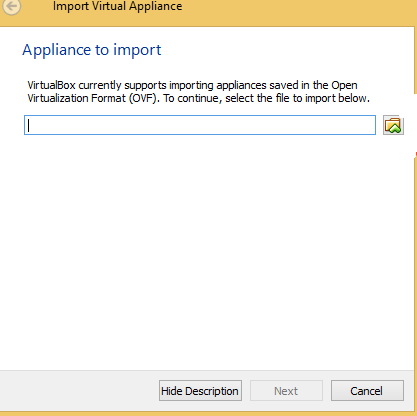 Import Virtual Appliance
Appliance to import
VirtualBox currently supports importing appliances saved in the Open
Virtualization Format (OVF). To continue, select the file to import below.
Hide Description Next Cancel